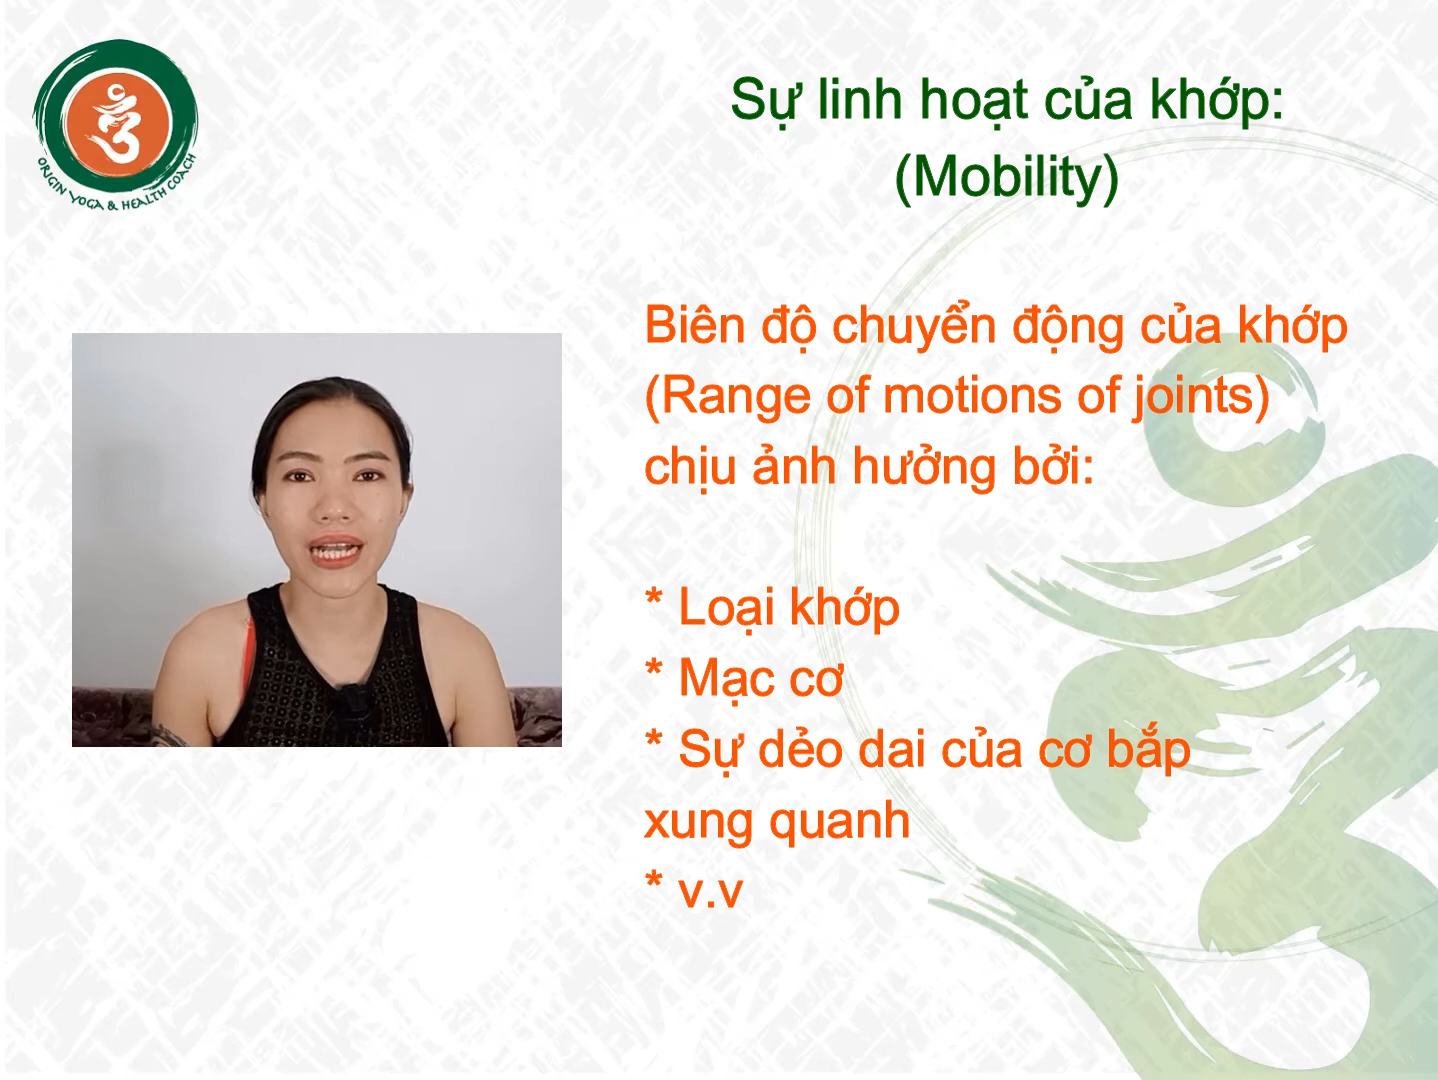 ORIGIN YOGA & HEALTH COACH
Sự linh hoạt của khớp:
(Mobility)
Biên độ chuyển động của khớp
(Range of motions of joints)
chịu ảnh hưởng bởi:
* Loại khớp
* Mạc cơ
* Sự dẻo dai của cơ bắp
xung quanh
* v.v